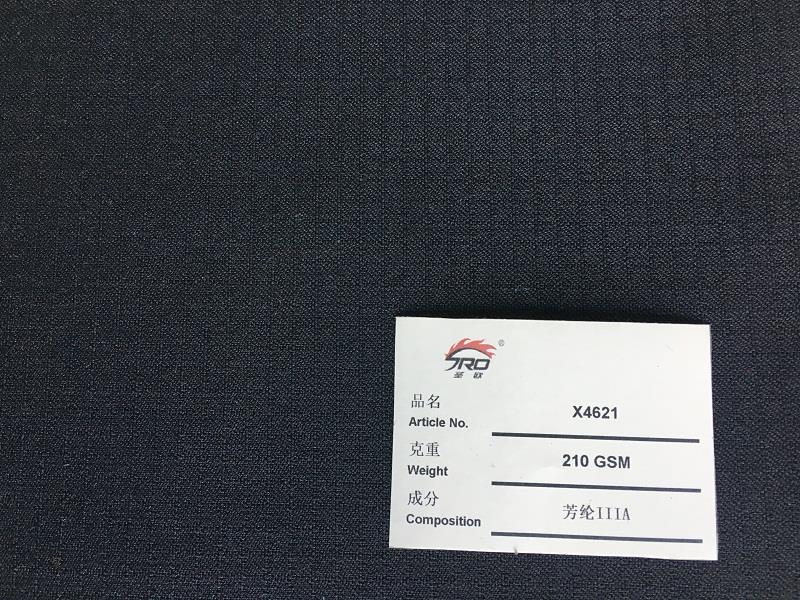 SRO®
圣欧
品名
Article No. X4621
克重
Weight 210 GSM
成分
Composition 芳纶IIIA